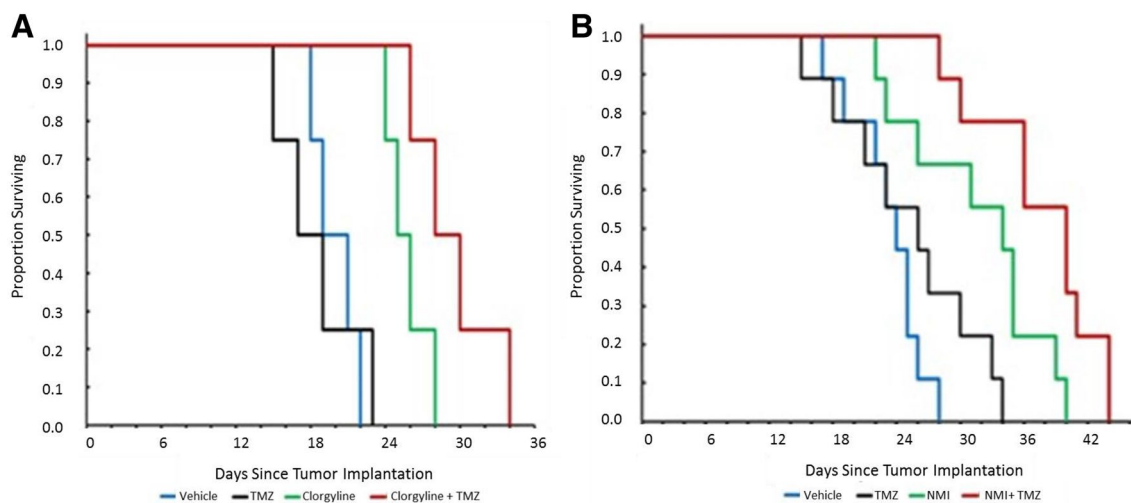 A
1.0
0.9
0.8
0.7
0.6
0.5
0.4
0.3
0.2
0.1
0.0
Proportion Surviving
0 6 12 18 24 30 36
Days Since Tumor Implantation
Vehicle TMZ Clorgyline Clorgyline + TMZ
B
1.0
0.9
0.8
0.7
0.6
0.5
0.4
0.3
0.2
0.1
0.0
Proportion Surviving
0 6 12 18 24 30 36 42
Days Since Tumor Implantation
Vehicle TMZ NMI NMI+ TMZ